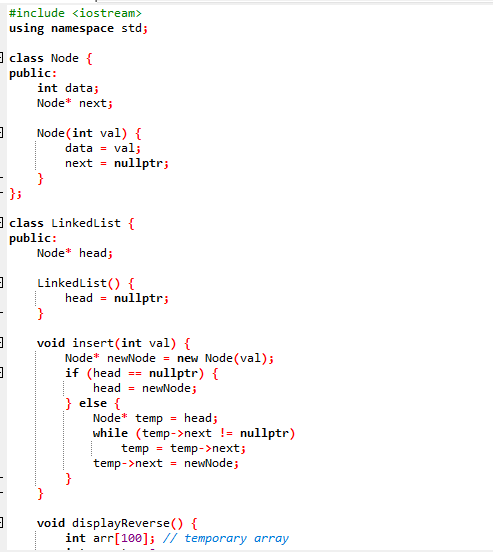 #include <iostream>
using namespace std;
class Node {
public:
int data;
Node* next;
Node(int val) {
data = val;
next = nullptr;
}
};
class LinkedList {
public:
Node* head;
LinkedList() {
head = nullptr;
}
void insert(int val) {
Node* newNode = new Node(val);
if (head == nullptr) {
head = newNode;
} else {
Node* temp = head;
while (temp->next != nullptr)
temp = temp->next;
temp->next = newNode;
}
}
void displayReverse() {
int arr[100]; // temporary array